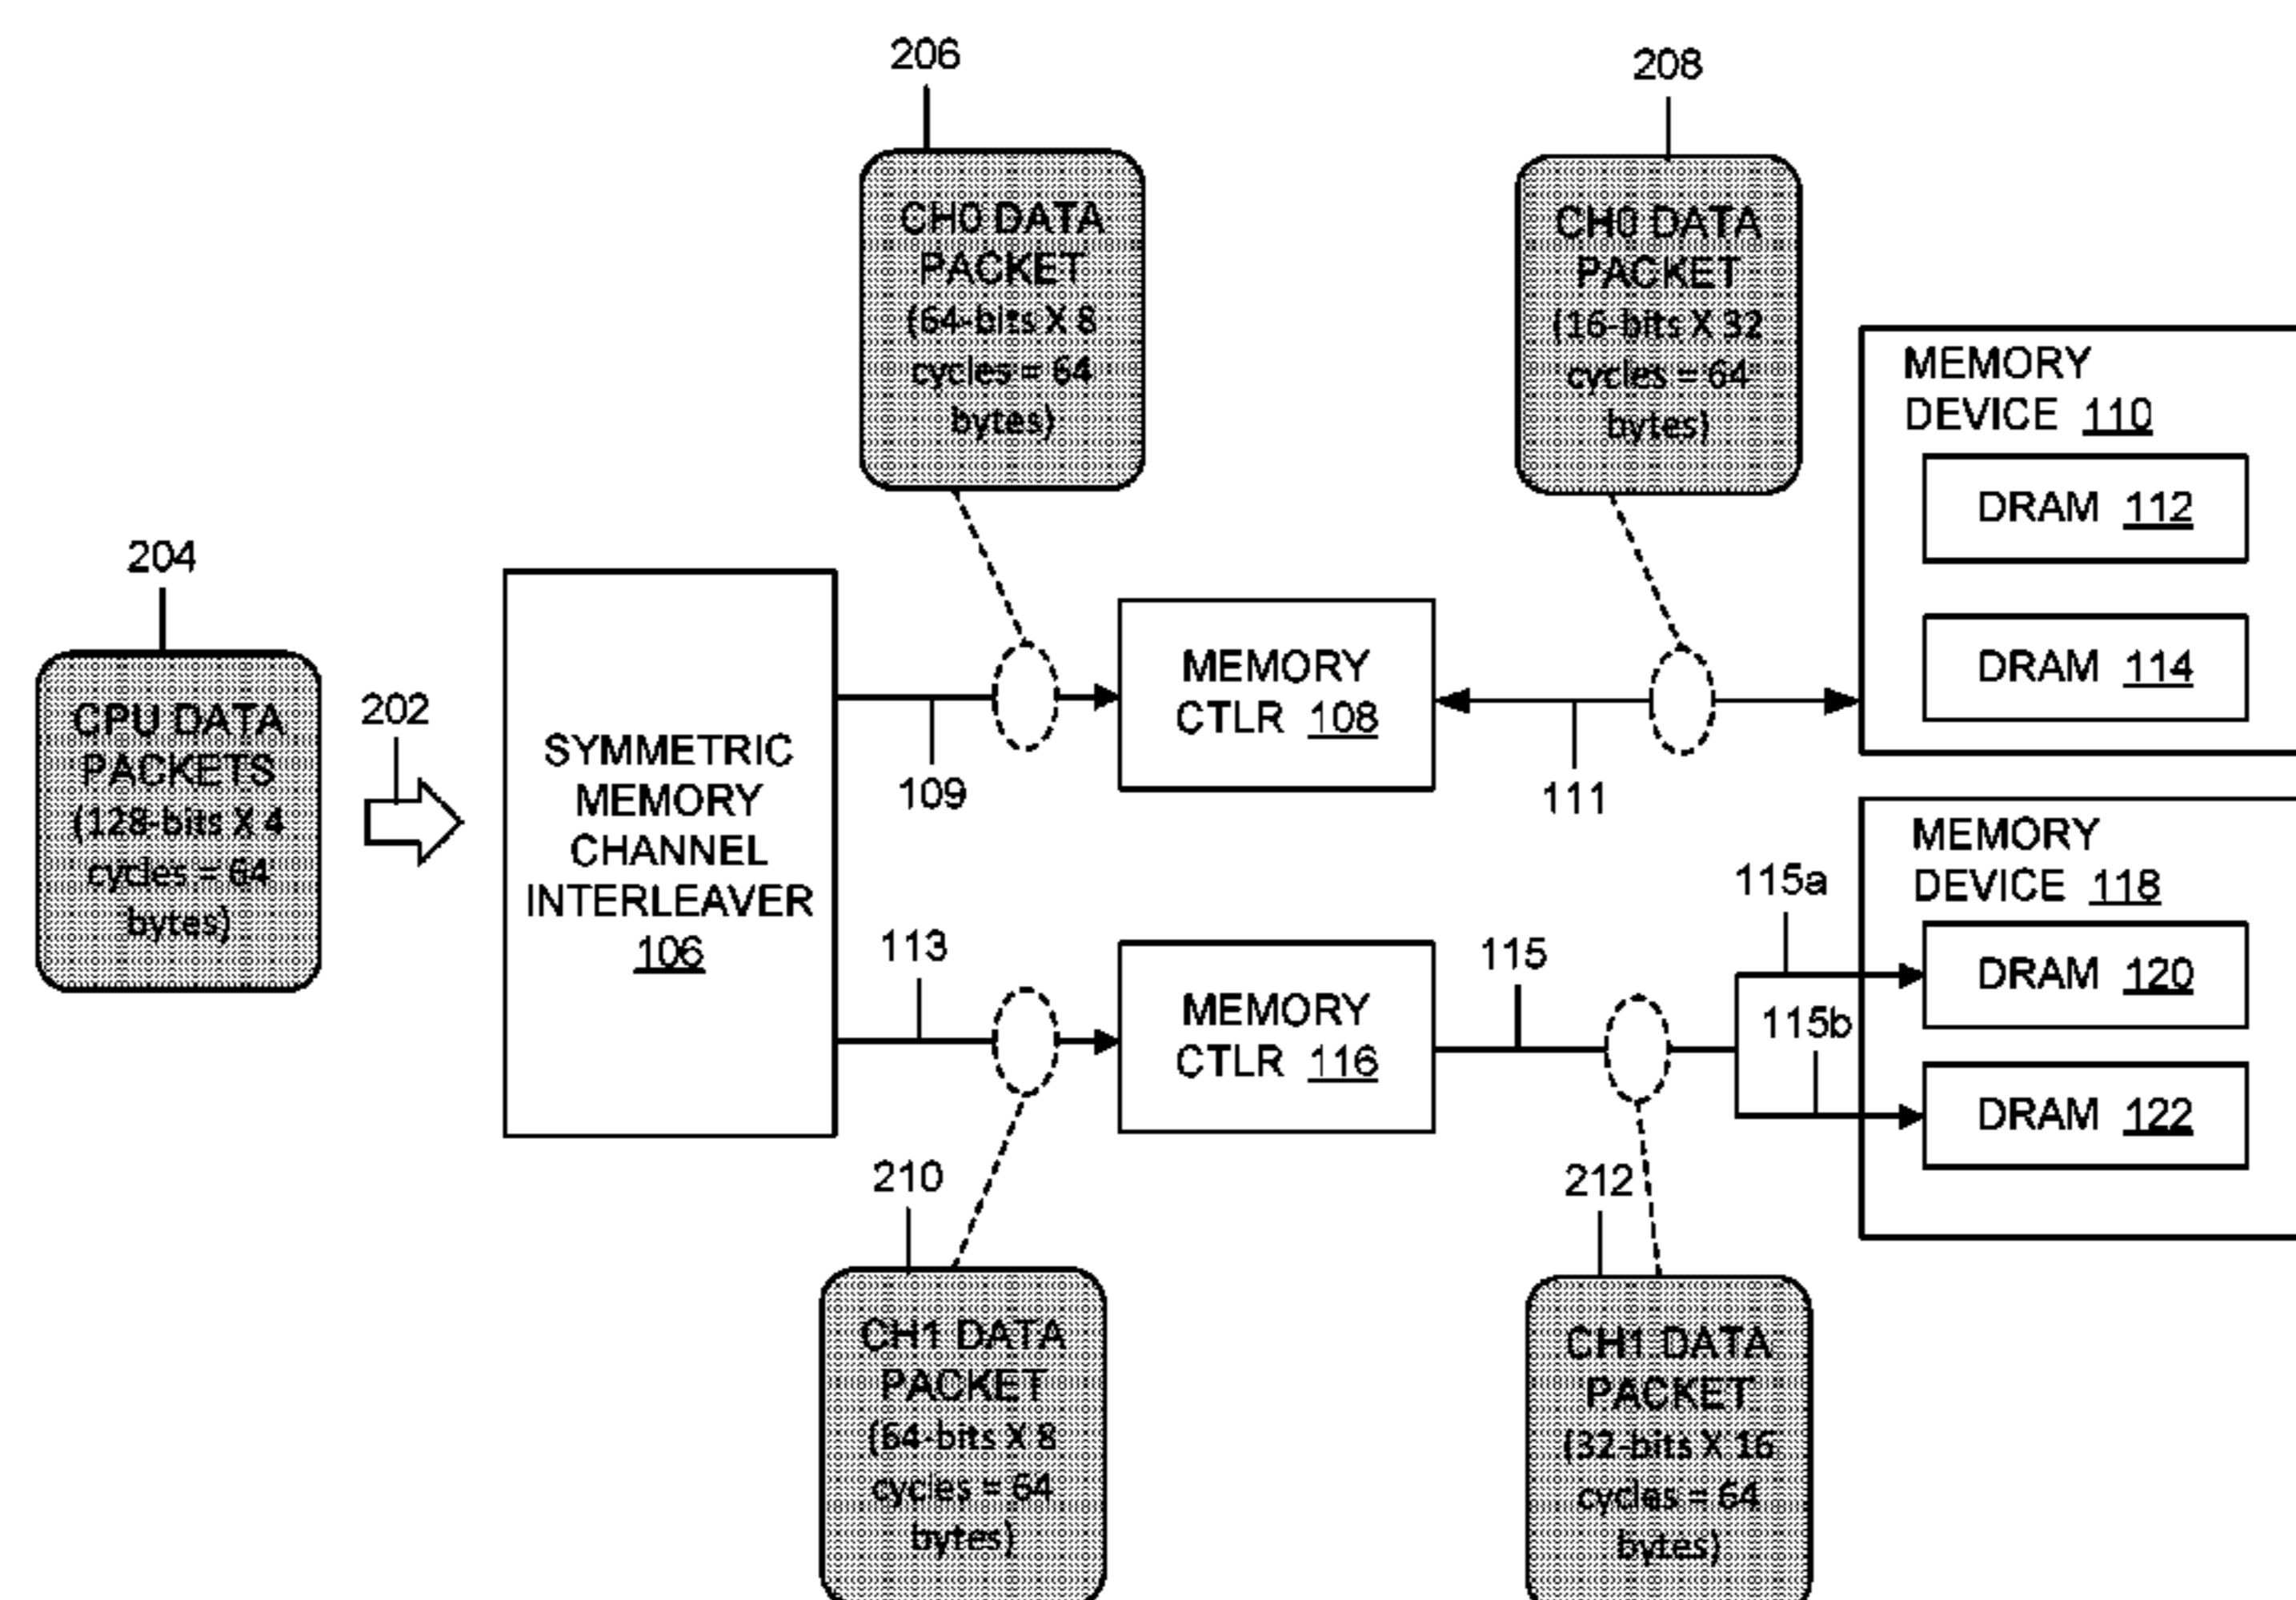 206
208
CH0 DATA
PACKET
(64-bits X 8
cycles = 64
bytes)
CH0 DATA
PACKET
(16-bits X 32
cycles = 64
bytes)
MEMORY
DEVICE 110
DRAM 112
DRAM 114
204
CPU DATA
PACKETS
(128-bits X 4
cycles = 64
bytes)
202
SYMMETRIC
MEMORY
CHANNEL
INTERLEAVER
106
109
MEMORY
CTLR 108
111
113
MEMORY
CTLR 116
115
115a
115b
MEMORY
DEVICE 118
DRAM 120
DRAM 122
210
CH1 DATA
PACKET
(64-bits X 8
cycles = 64
bytes)
212
CH1 DATA
PACKET
(32-bits X 16
cycles = 64
bytes)